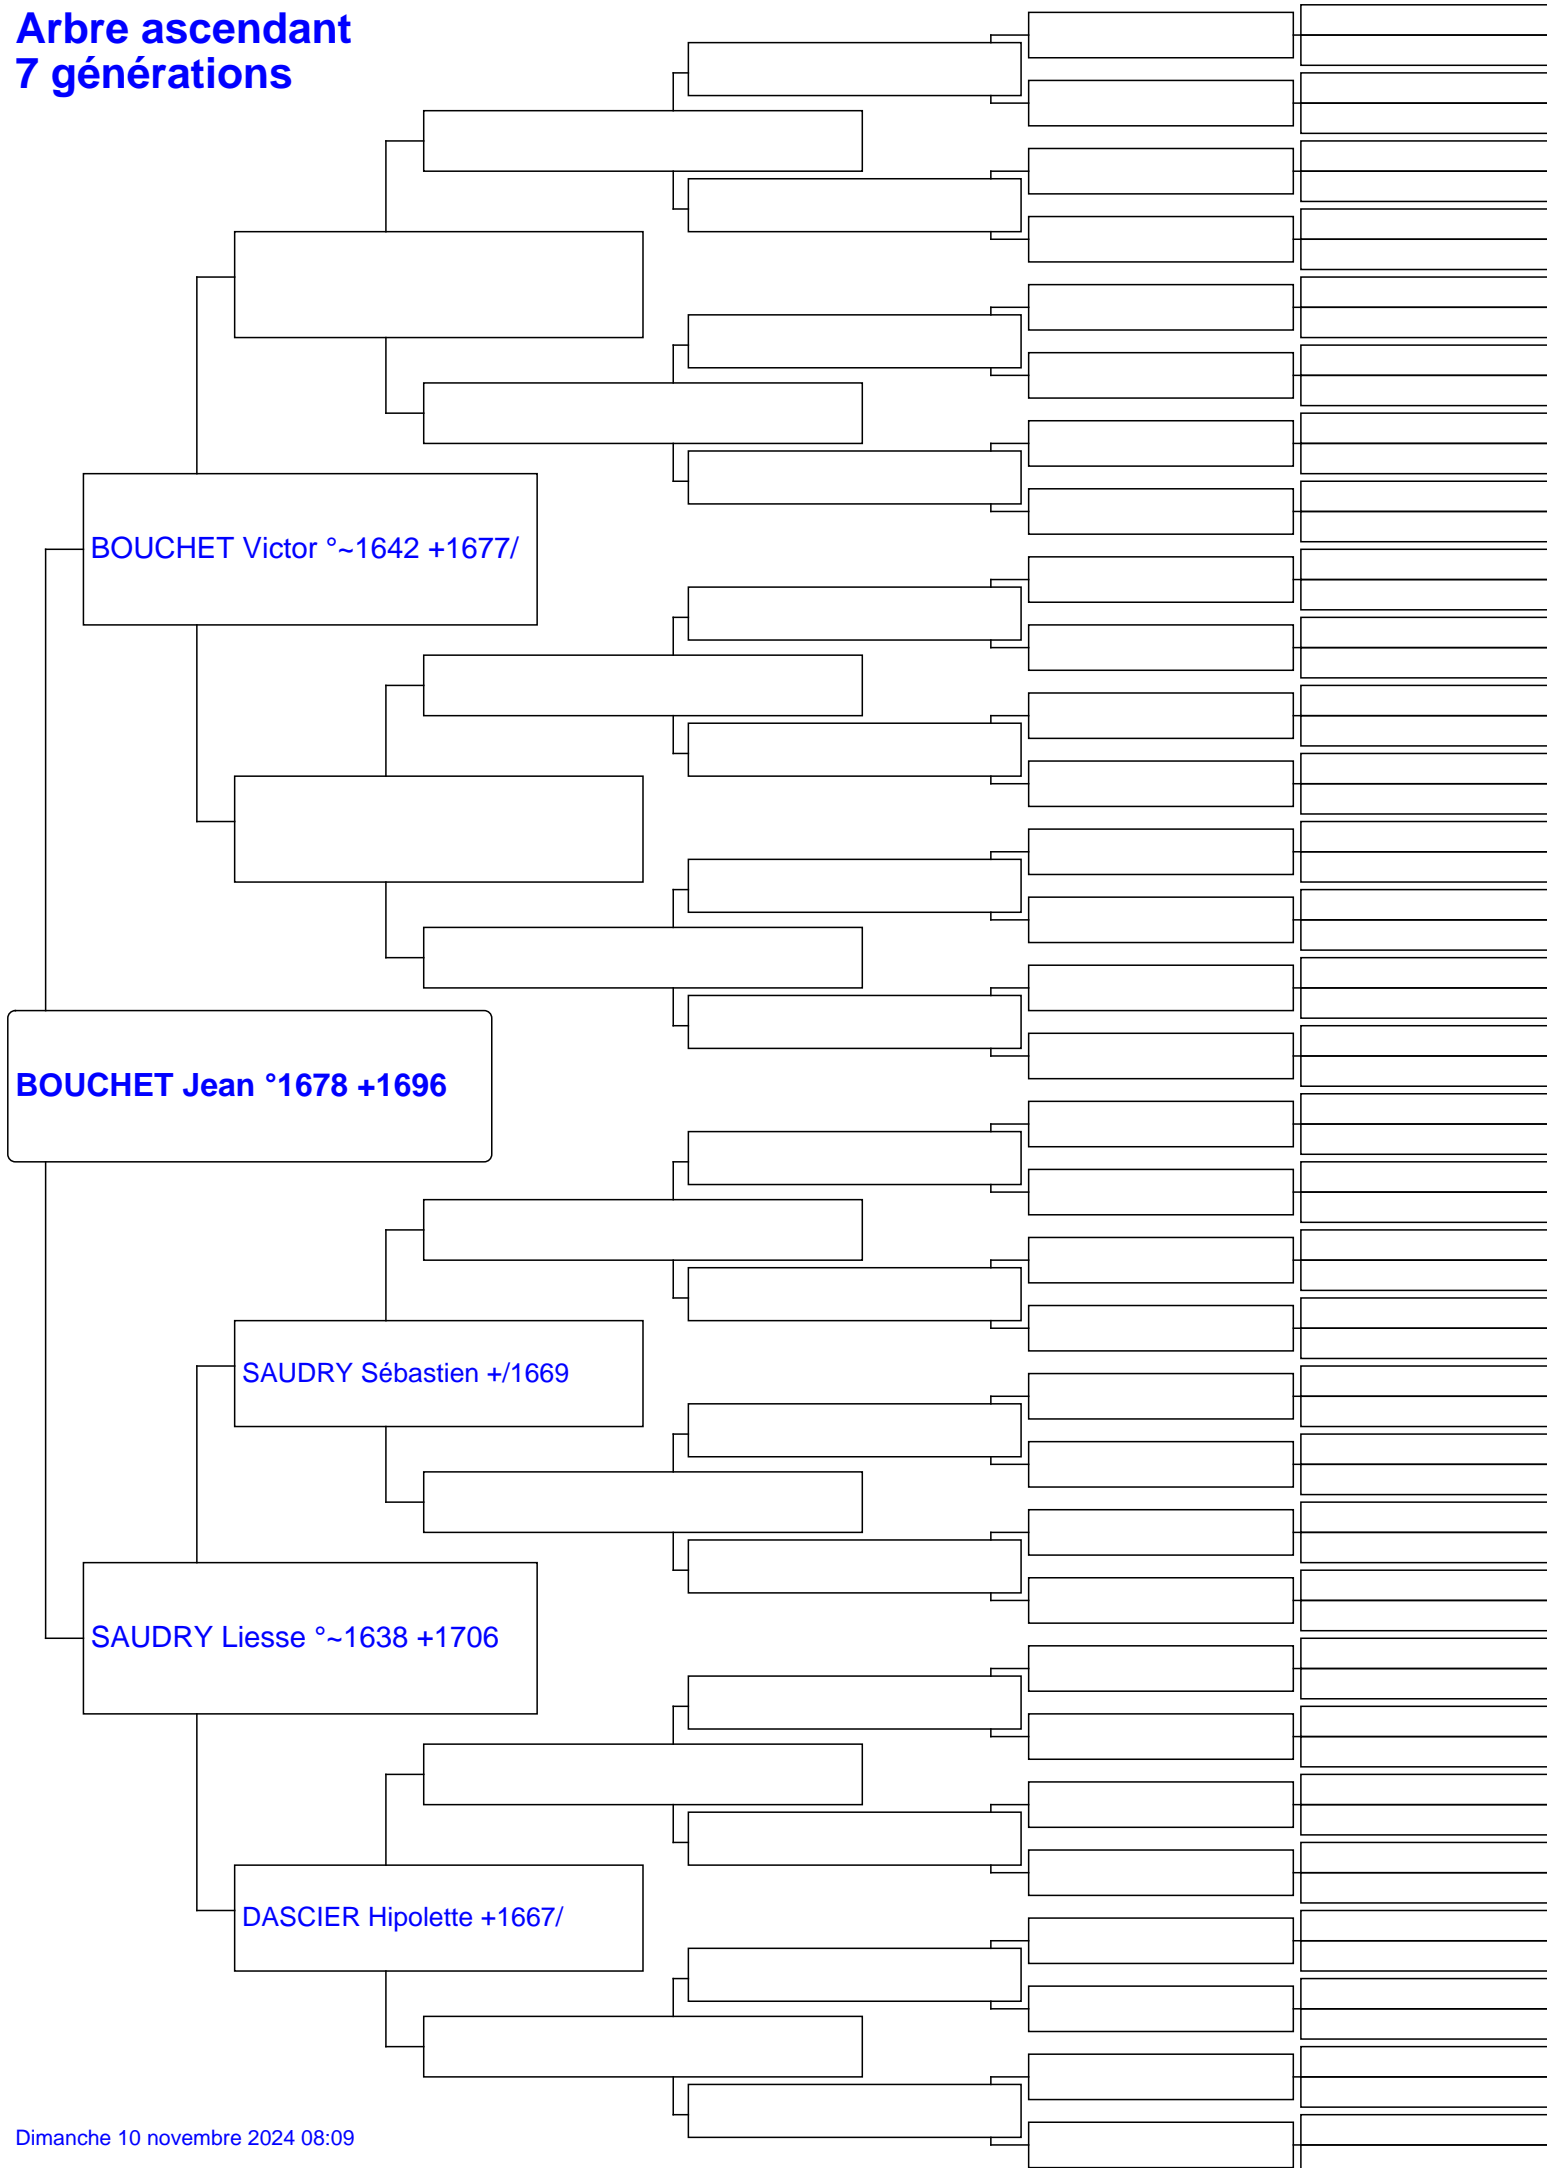 Arbre ascendant
7 générations
BOUCHET Victor °~1642 +1677/
BOUCHET Jean °1678 +1696
SAUDRY Sébastien +/1669
SAUDRY Liesse °~1638 +1706
DASCIER Hipolette +1667/
Dimanche 10 novembre 2024 08:09